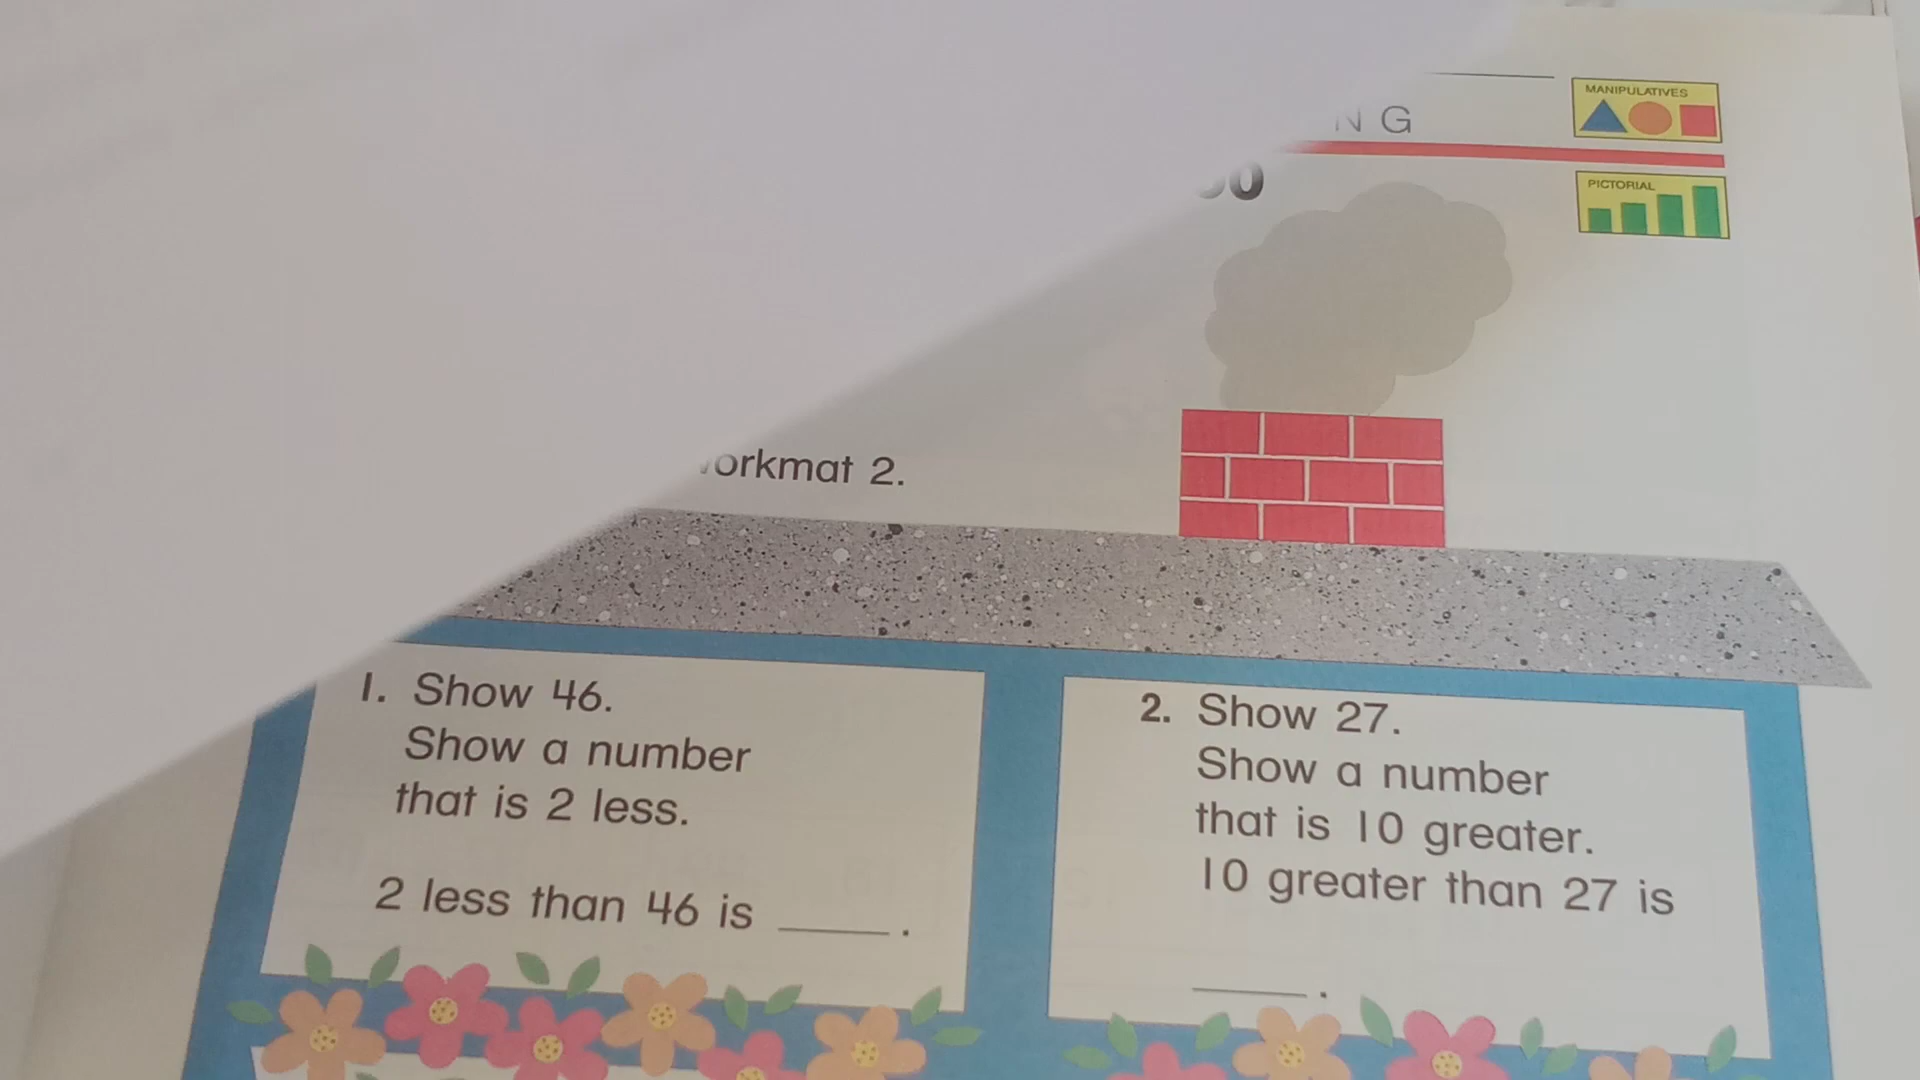 MANIPULATIVES
G
PICTORIAL
2.
1. Show 46.
Show a number
that is 2 less.
2 less than 46 is ____.
2. Show 27.
Show a number
that is 10 greater.
10 greater than 27 is
____.